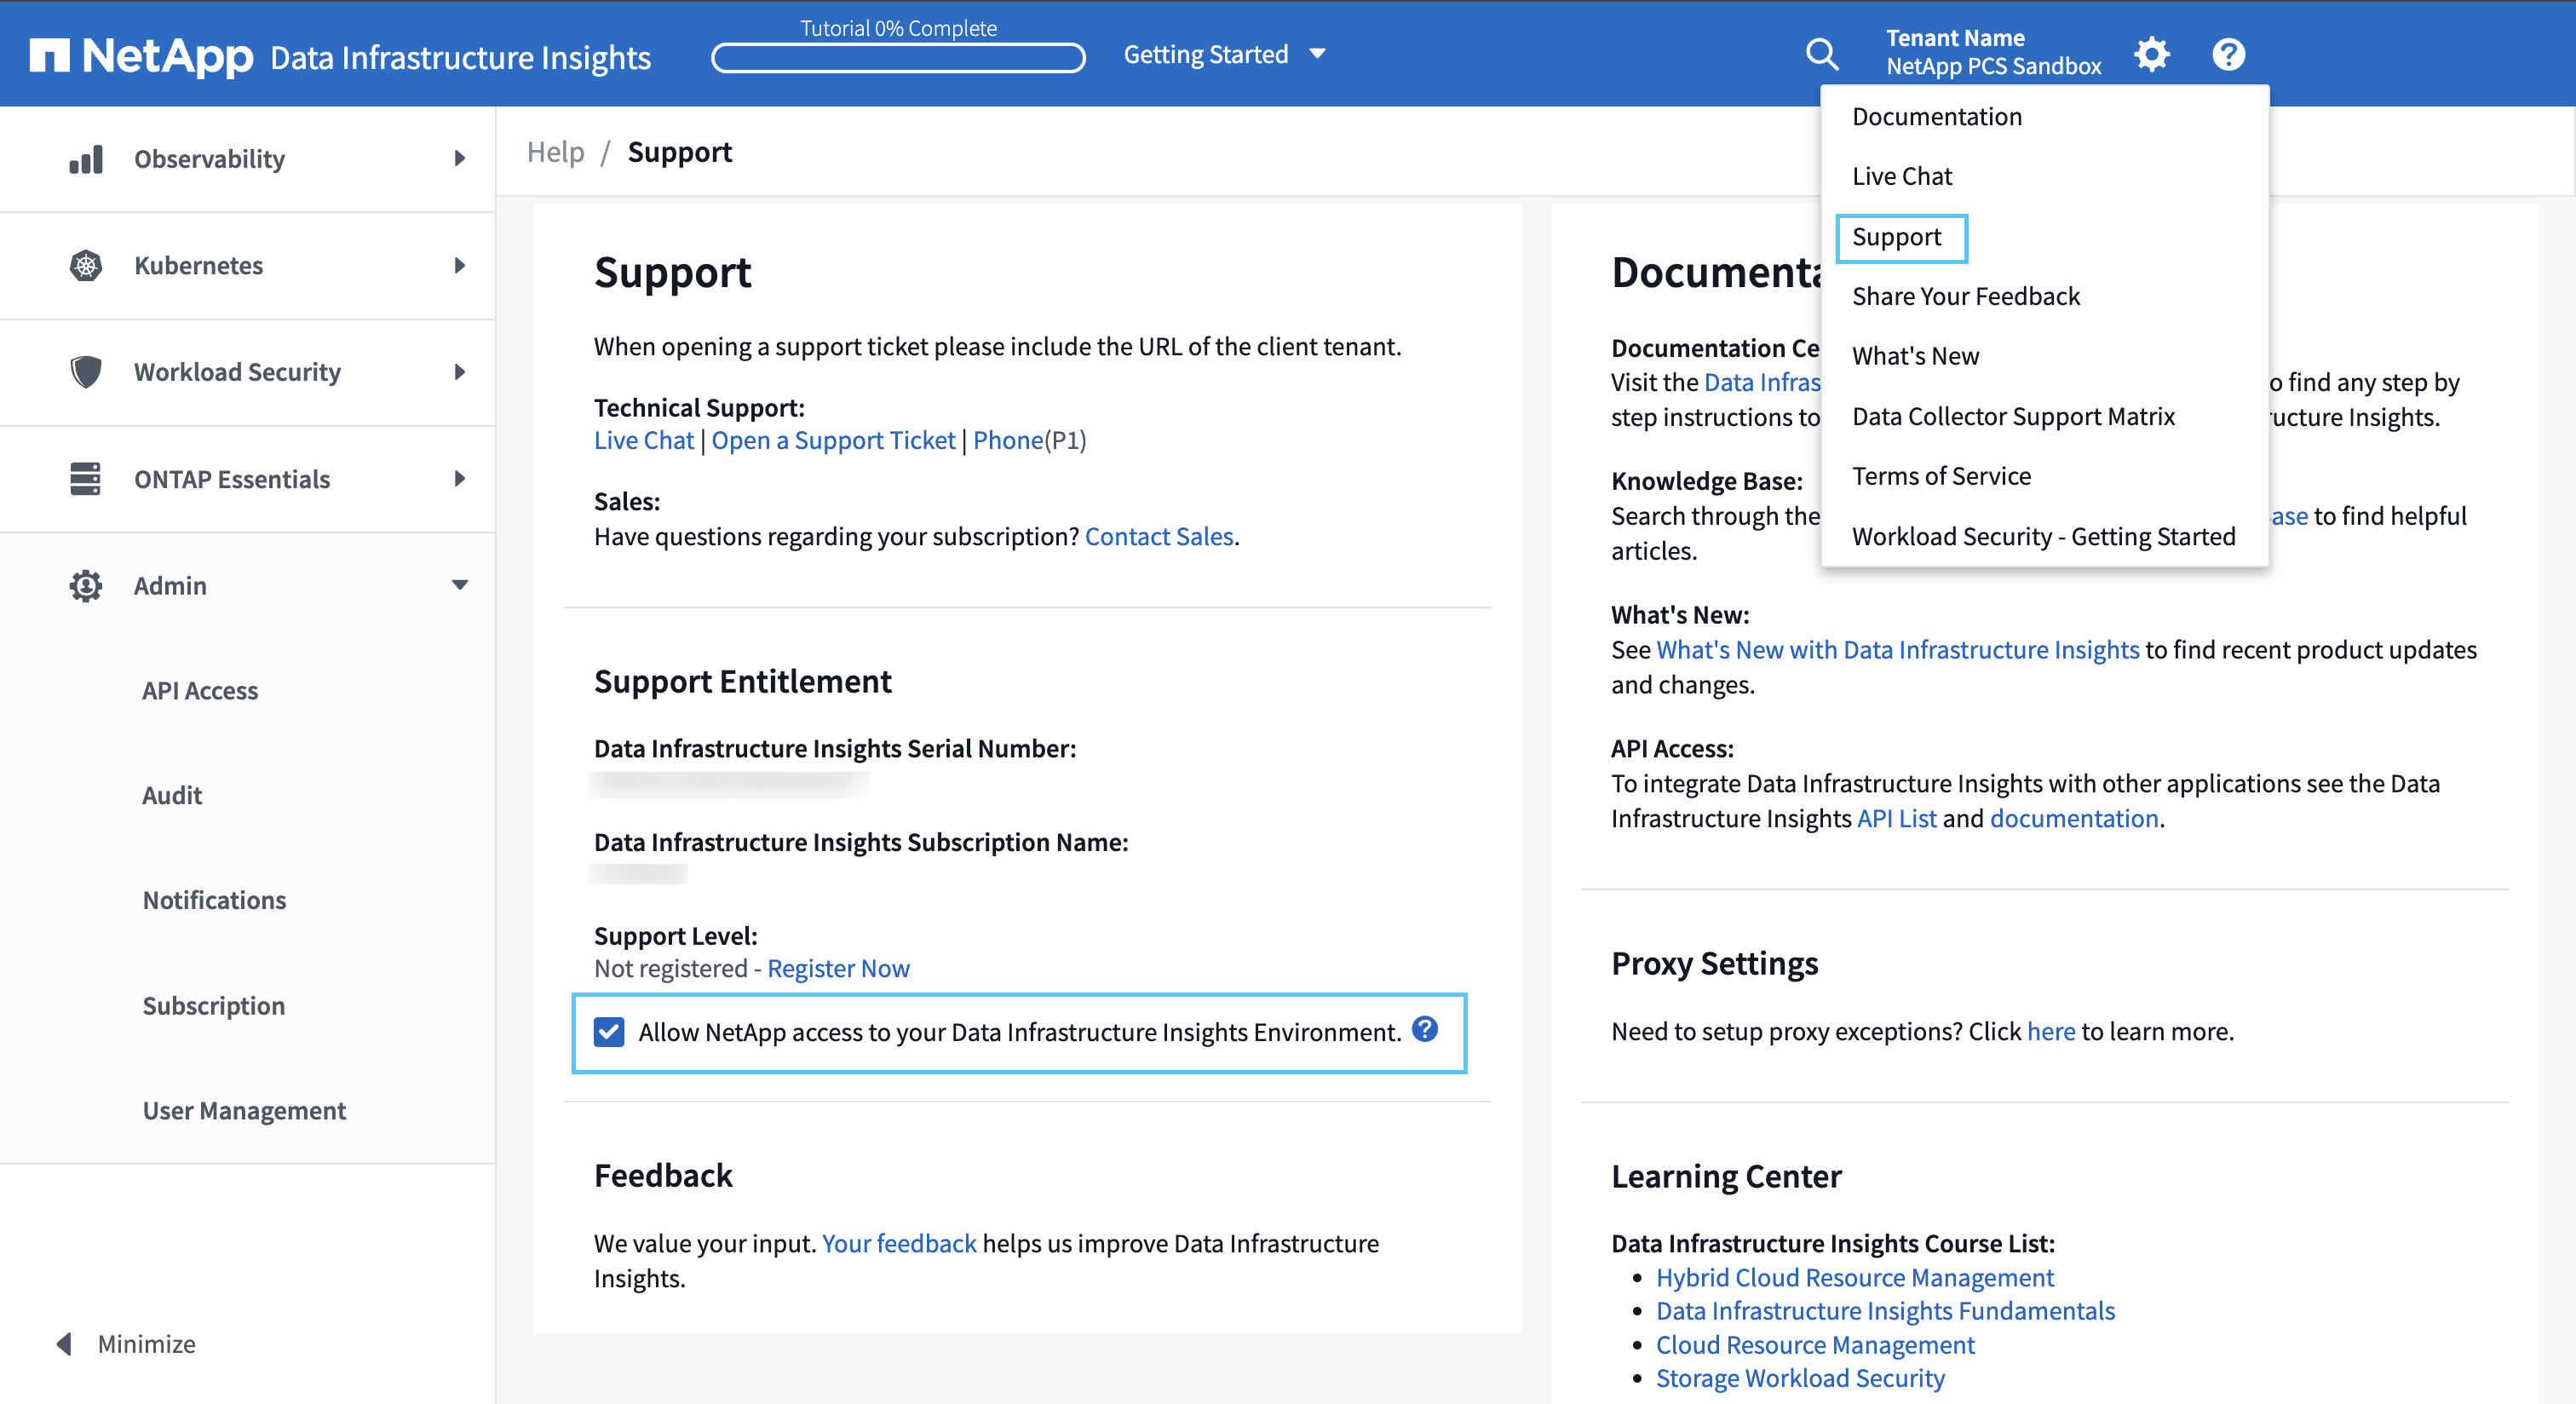 NetApp Data Infrastructure Insights
Tutorial 0% Complete
Getting Started
Tenant Name
NetApp PCS Sandbox
Observability
Kubernetes
Workload Security
ONTAP Essentials
Admin
API Access
Audit
Notifications
Subscription
User Management
Minimize
Help / Support
Support
When opening a support ticket please include the URL of the client tenant.
Technical Support:
Live Chat | Open a Support Ticket | Phone(P1)
Sales:
Have questions regarding your subscription? Contact Sales.
Support Entitlement
Data Infrastructure Insights Serial Number:
Data Infrastructure Insights Subscription Name:
Support Level:
Not registered - Register Now
Allow NetApp access to your Data Infrastructure Insights Environment. ?
Feedback
We value your input. Your feedback helps us improve Data Infrastructure
Insights.
Documentation
Live Chat
Support
Share Your Feedback
What's New
Data Collector Support Matrix
Terms of Service
Workload Security - Getting Started
Documenta
Documentation Ce
Visit the Data Infras o find any step by
step instructions to ucture Insights.
Knowledge Base:
Search through the ase to find helpful
articles.
What's New:
See What's New with Data Infrastructure Insights to find recent product updates
and changes.
API Access:
To integrate Data Infrastructure Insights with other applications see the Data
Infrastructure Insights API List and documentation.
Proxy Settings
Need to setup proxy exceptions? Click here to learn more.
Learning Center
Data Infrastructure Insights Course List:
• Hybrid Cloud Resource Management
• Data Infrastructure Insights Fundamentals
• Cloud Resource Management
• Storage Workload Security